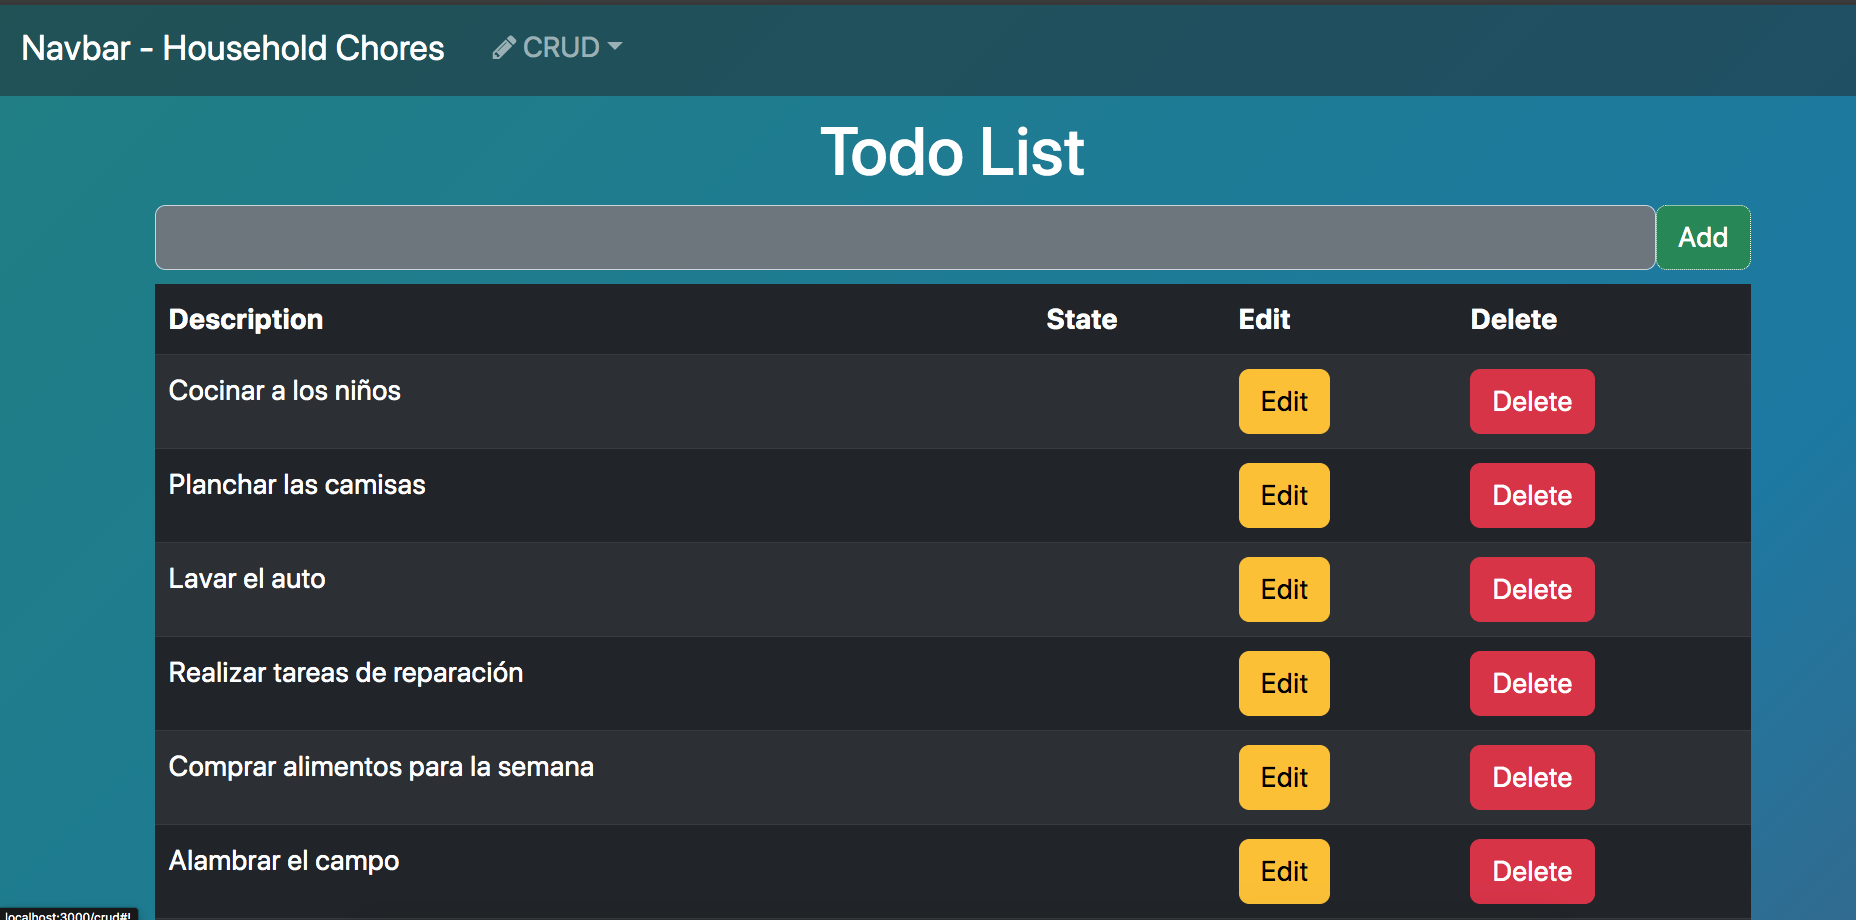 Navbar - Household Chores CRUD
Todo List
Add
Description State Edit Delete
Cocinar a los niños Edit Delete
Planchar las camisas Edit Delete
Lavar el auto Edit Delete
Realizar tareas de reparación Edit Delete
Comprar alimentos para la semana Edit Delete
Alambrar el campo Edit Delete
localhost:3000/crud#!